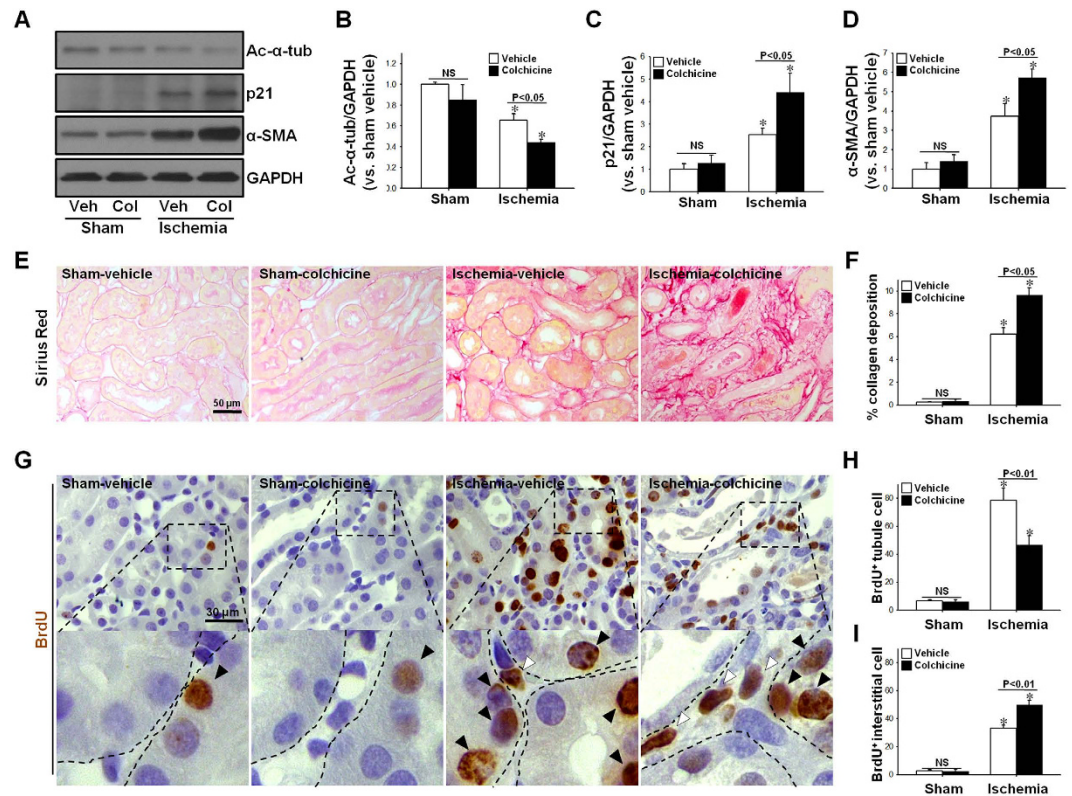 A
Ac-α-tub
p21
α-SMA
GAPDH
Veh Col Veh Col
Sham Ischemia
B
Ac-α-tub/GAPDH
(vs. sham vehicle)
Vehicle
Colchicine
1.2
1.0
0.8
0.6
0.4
0.2
0.0
NS
P<0.05
*
*
Sham Ischemia
C
p21/GAPDH
(vs. sham vehicle)
Vehicle
Colchicine
6
5
4
3
2
1
0
NS
P<0.05
*
*
Sham Ischemia
D
α-SMA/GAPDH
(vs. sham vehicle)
Vehicle
Colchicine
7
6
5
4
3
2
1
0
NS
P<0.05
*
*
Sham Ischemia
E
Sirius Red
Sham-vehicle
Sham-colchicine
Ischemia-vehicle
Ischemia-colchicine
50 µm
F
% collagen deposition
Vehicle
Colchicine
10
8
6
4
2
0
NS
P<0.05
*
*
Sham Ischemia
G
BrdU
Sham-vehicle
Sham-colchicine
Ischemia-vehicle
Ischemia-colchicine
30 µm
H
BrdU⁺ tubule cell
Vehicle
Colchicine
80
60
40
20
0
NS
P<0.01
*
*
Sham Ischemia
I
BrdU⁺ interstitial cell
Vehicle
Colchicine
80
60
40
20
0
NS
P<0.01
*
*
Sham Ischemia